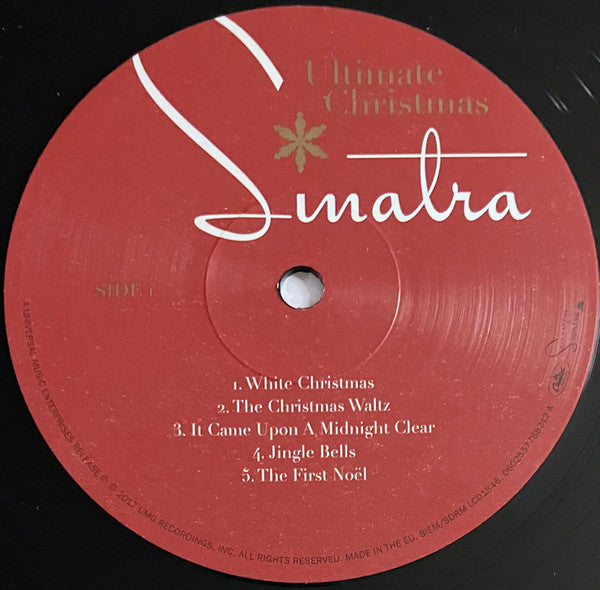 Ultimate
Christmas
Sinatra
SIDE 1
1. White Christmas
2. The Christmas Waltz
3. It Came Upon A Midnight Clear
4. Jingle Bells
5. The First Noël
A UNIVERSAL MUSIC ENTERPRISES RELEASE. ℗ © 2017 UMG RECORDINGS, INC. ALL RIGHTS RESERVED. MADE IN THE EU. BIEM/SDRM LC01846. 0602557788742 A
Sinatra